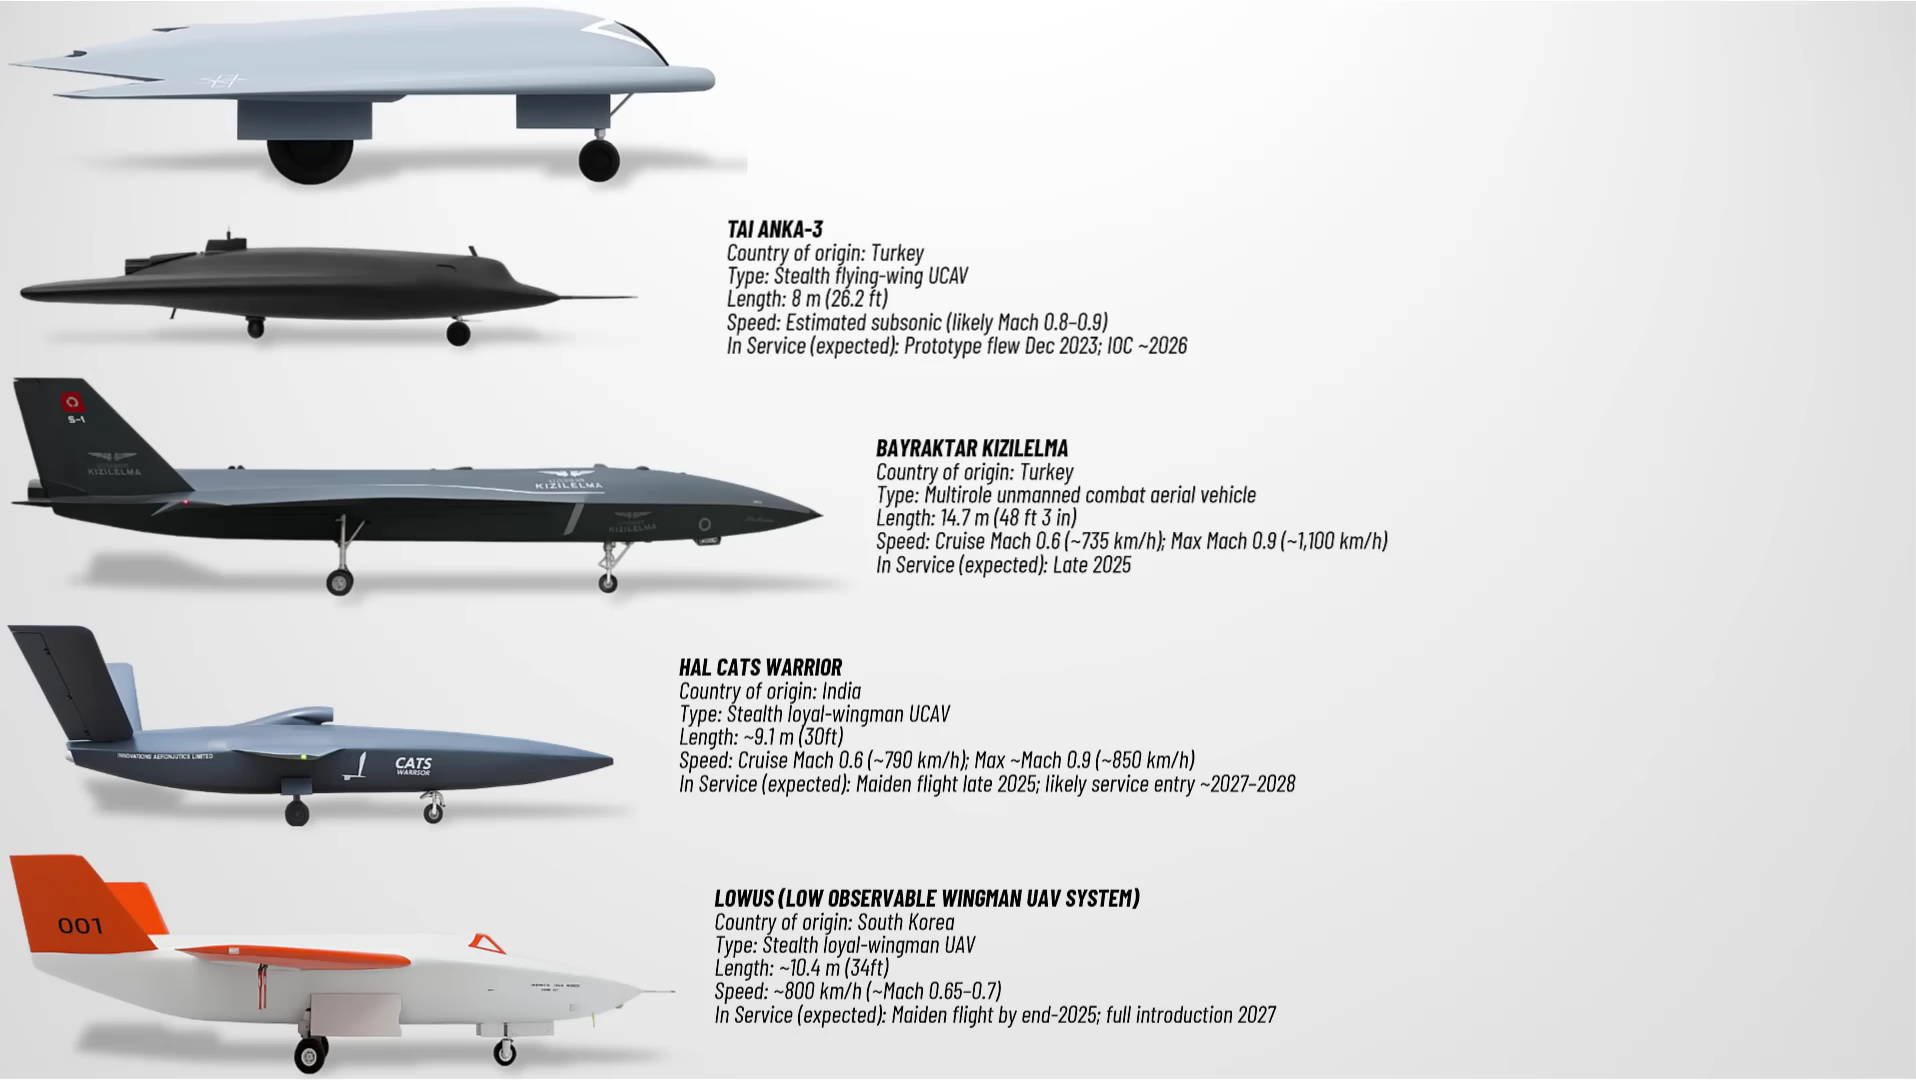 TAI ANKA-3
Country of origin: Turkey
Type: Stealth flying-wing UCAV
Length: 8 m (26.2 ft)
Speed: Estimated subsonic (likely Mach 0.8–0.9)
In Service (expected): Prototype flew Dec 2023; IOC ~2026
S-1
KIZILELMA
KIZILELMA
KIZILELMA
BAYRAKTAR KIZILELMA
Country of origin: Turkey
Type: Multirole unmanned combat aerial vehicle
Length: 14.7 m (48 ft 3 in)
Speed: Cruise Mach 0.6 (~735 km/h); Max Mach 0.9 (~1,100 km/h)
In Service (expected): Late 2025
INNOVATIONS AERONJUTICS LIMITED
CATS
WARRSOR
HAL CATS WARRIOR
Country of origin: India
Type: Stealth loyal-wingman UCAV
Length: ~9.1 m (30ft)
Speed: Cruise Mach 0.6 (~790 km/h); Max ~Mach 0.9 (~850 km/h)
In Service (expected): Maiden flight late 2025; likely service entry ~2027–2028
001
LOWUS (LOW OBSERVABLE WINGMAN UAV SYSTEM)
Country of origin: South Korea
Type: Stealth loyal-wingman UAV
Length: ~10.4 m (34ft)
Speed: ~800 km/h (~Mach 0.65–0.7)
In Service (expected): Maiden flight by end-2025; full introduction 2027